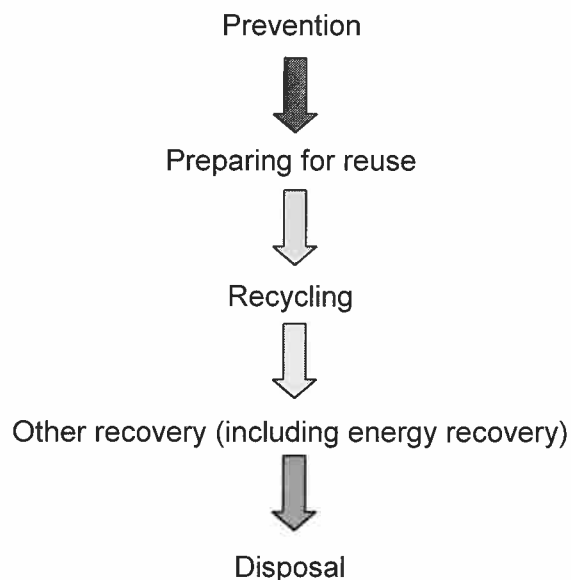 Prevention
Preparing for reuse
Recycling
Other recovery (including energy recovery)
Disposal